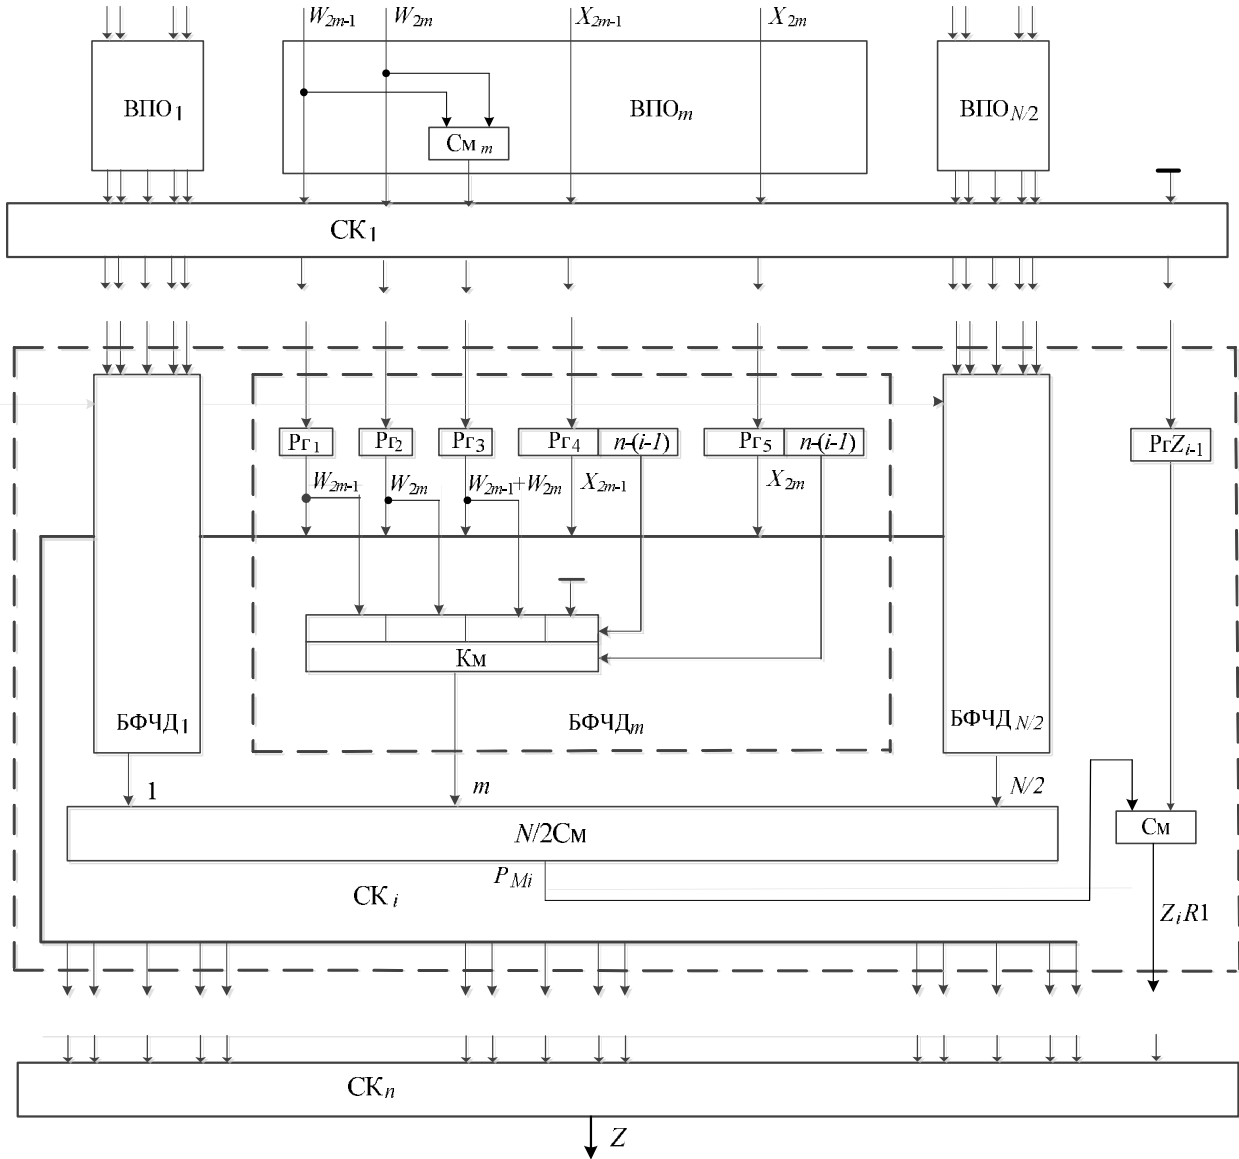 W2m-1 W2m X2m-1 X2m
ВПО1 ВПОm ВПОN/2
См m
СК1
Рг1 Рг2 Рг3 Рг4 n-(i-1) Рг5 n-(i-1) РгZi-1
W2m-1 W2m W2m-1+W2m X2m-1 X2m
Км
БФЧД1 БФЧДm БФЧД N/2
1 m N/2
N/2См См
PMi
СКi ZiR1
СКn
Z